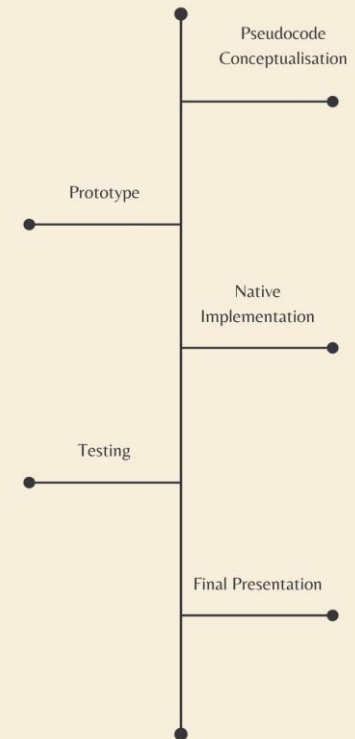 Pseudocode
Conceptualisation
Prototype
Native
Implementation
Testing
Final Presentation